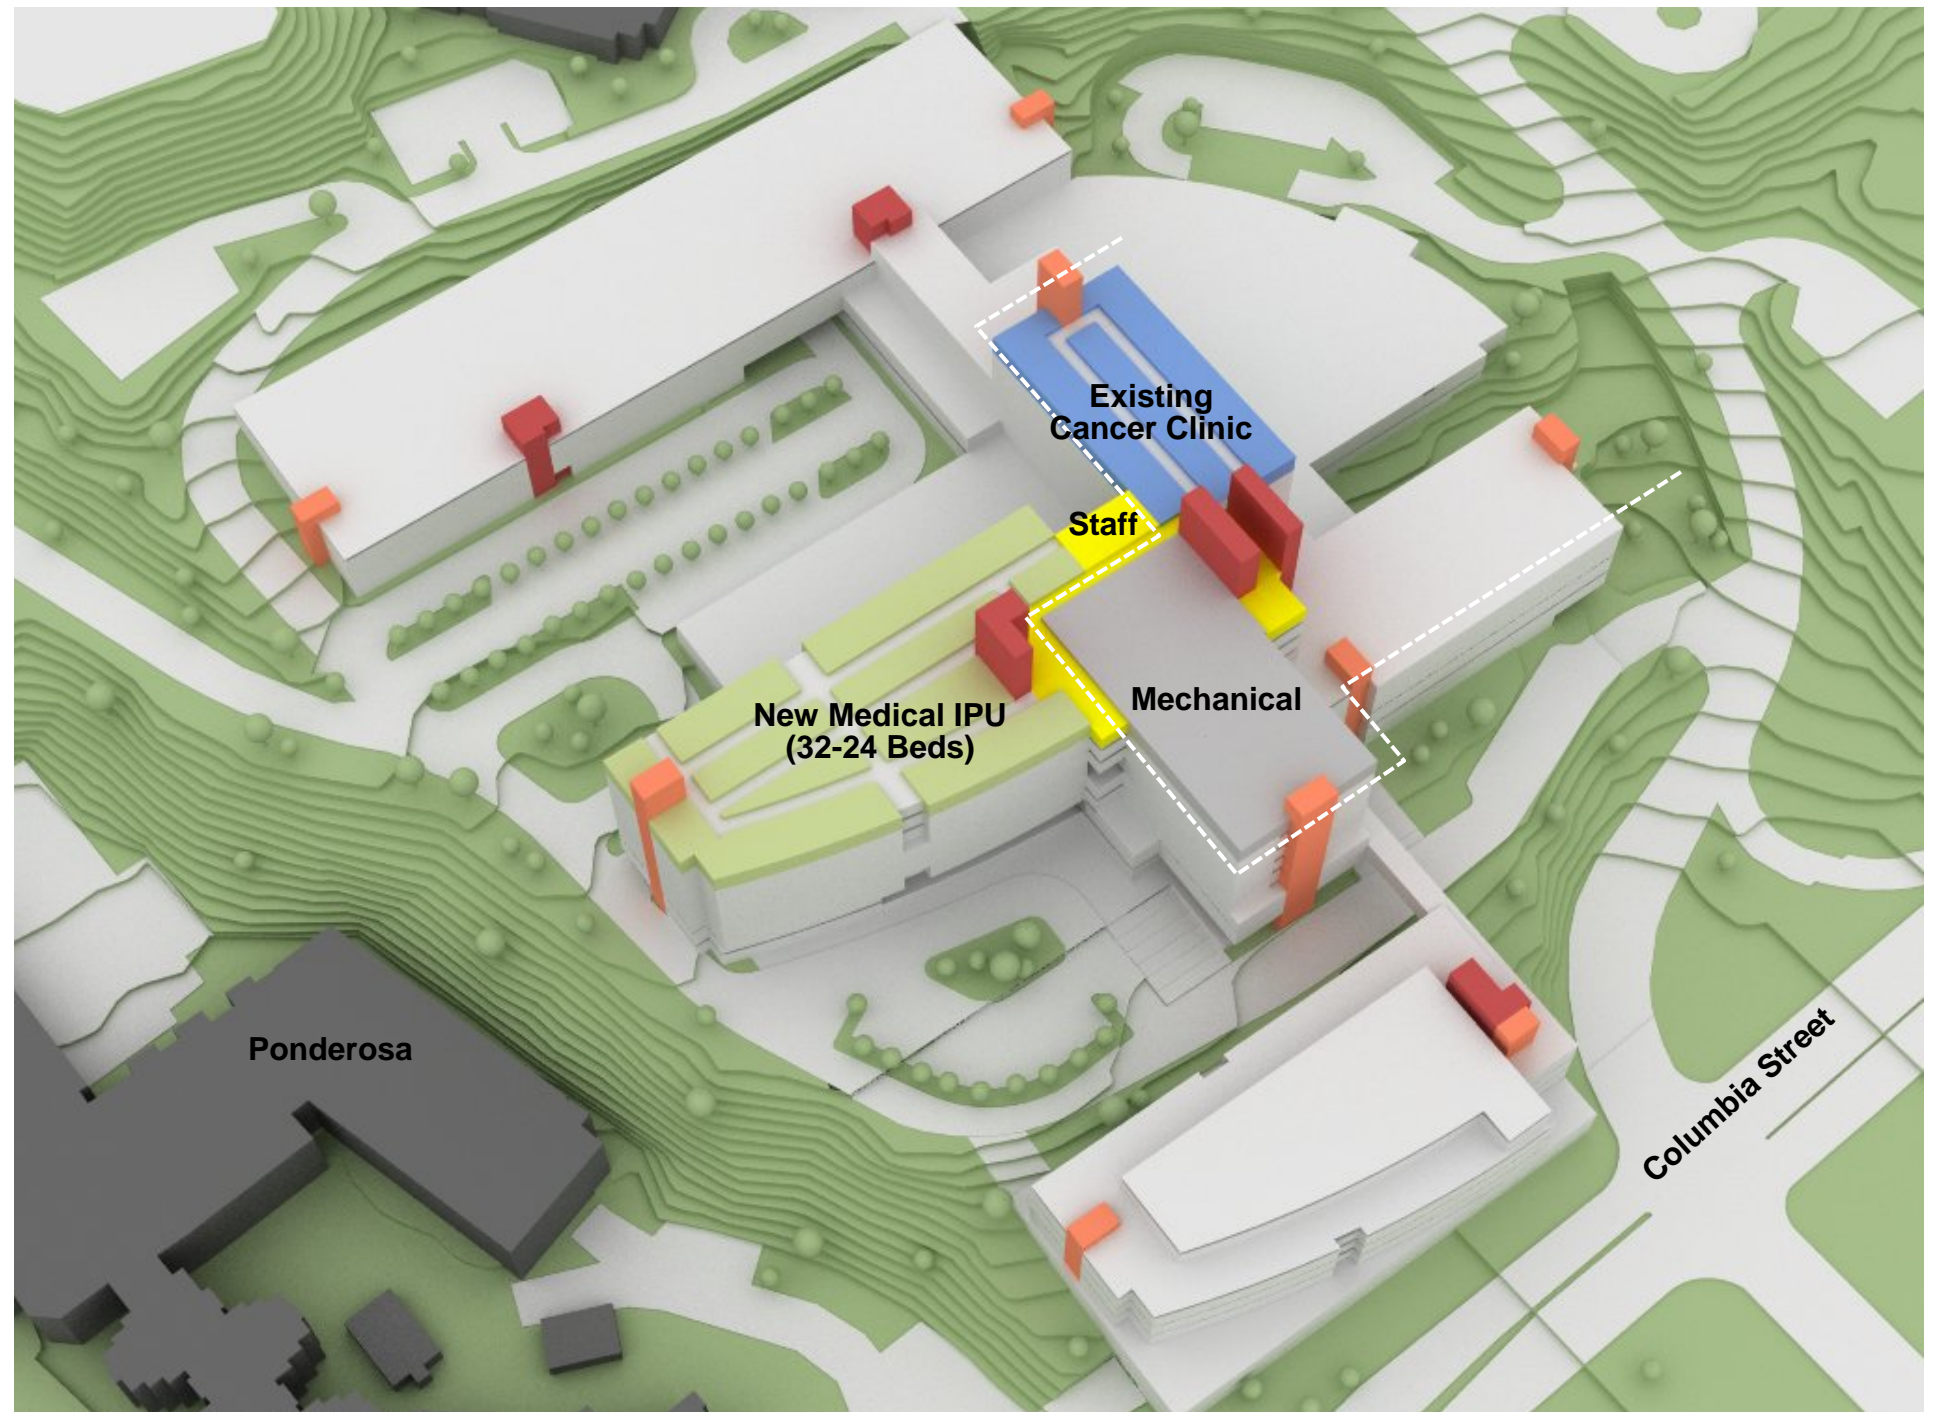 Existing
Cancer Clinic
Staff
Mechanical
New Medical IPU
(32-24 Beds)
Ponderosa
Columbia Street